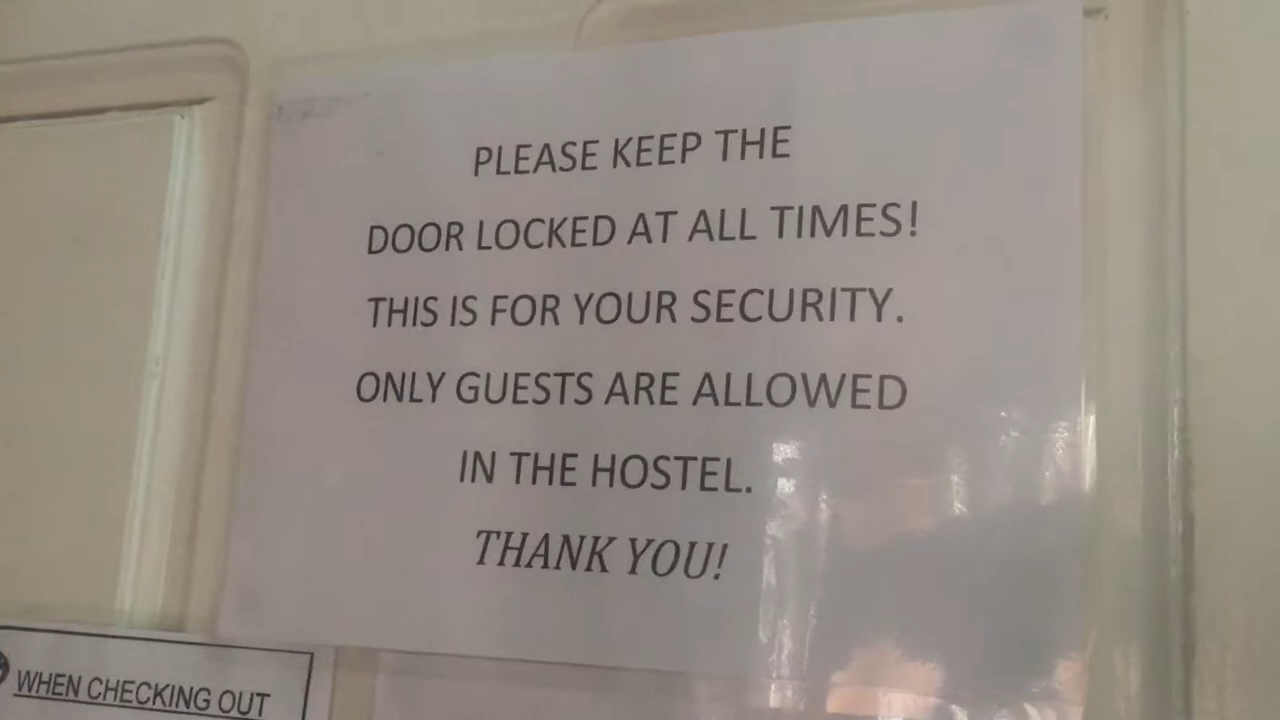 PLEASE KEEP THE
DOOR LOCKED AT ALL TIMES!
THIS IS FOR YOUR SECURITY.
ONLY GUESTS ARE ALLOWED
IN THE HOSTEL.
THANK YOU!
WHEN CHECKING OUT